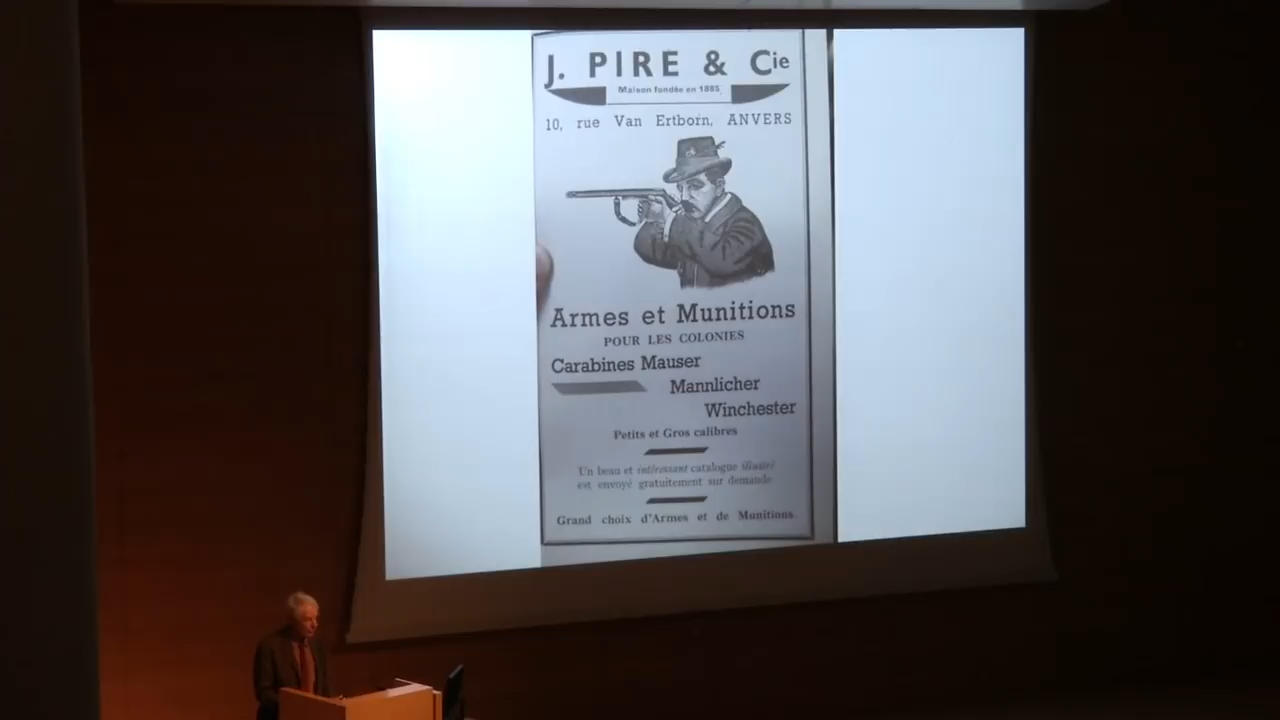 J. PIRE & Cie
Maison fondée en 1885
10, rue Van Ertborn, ANVERS
Armes et Munitions
POUR LES COLONIES
Carabines Mauser
Mannlicher
Winchester
Petits et Gros calibres
Un beau et intéressant catalogue illustré
est envoyé gratuitement sur demande
Grand choix d'Armes et de Munitions.